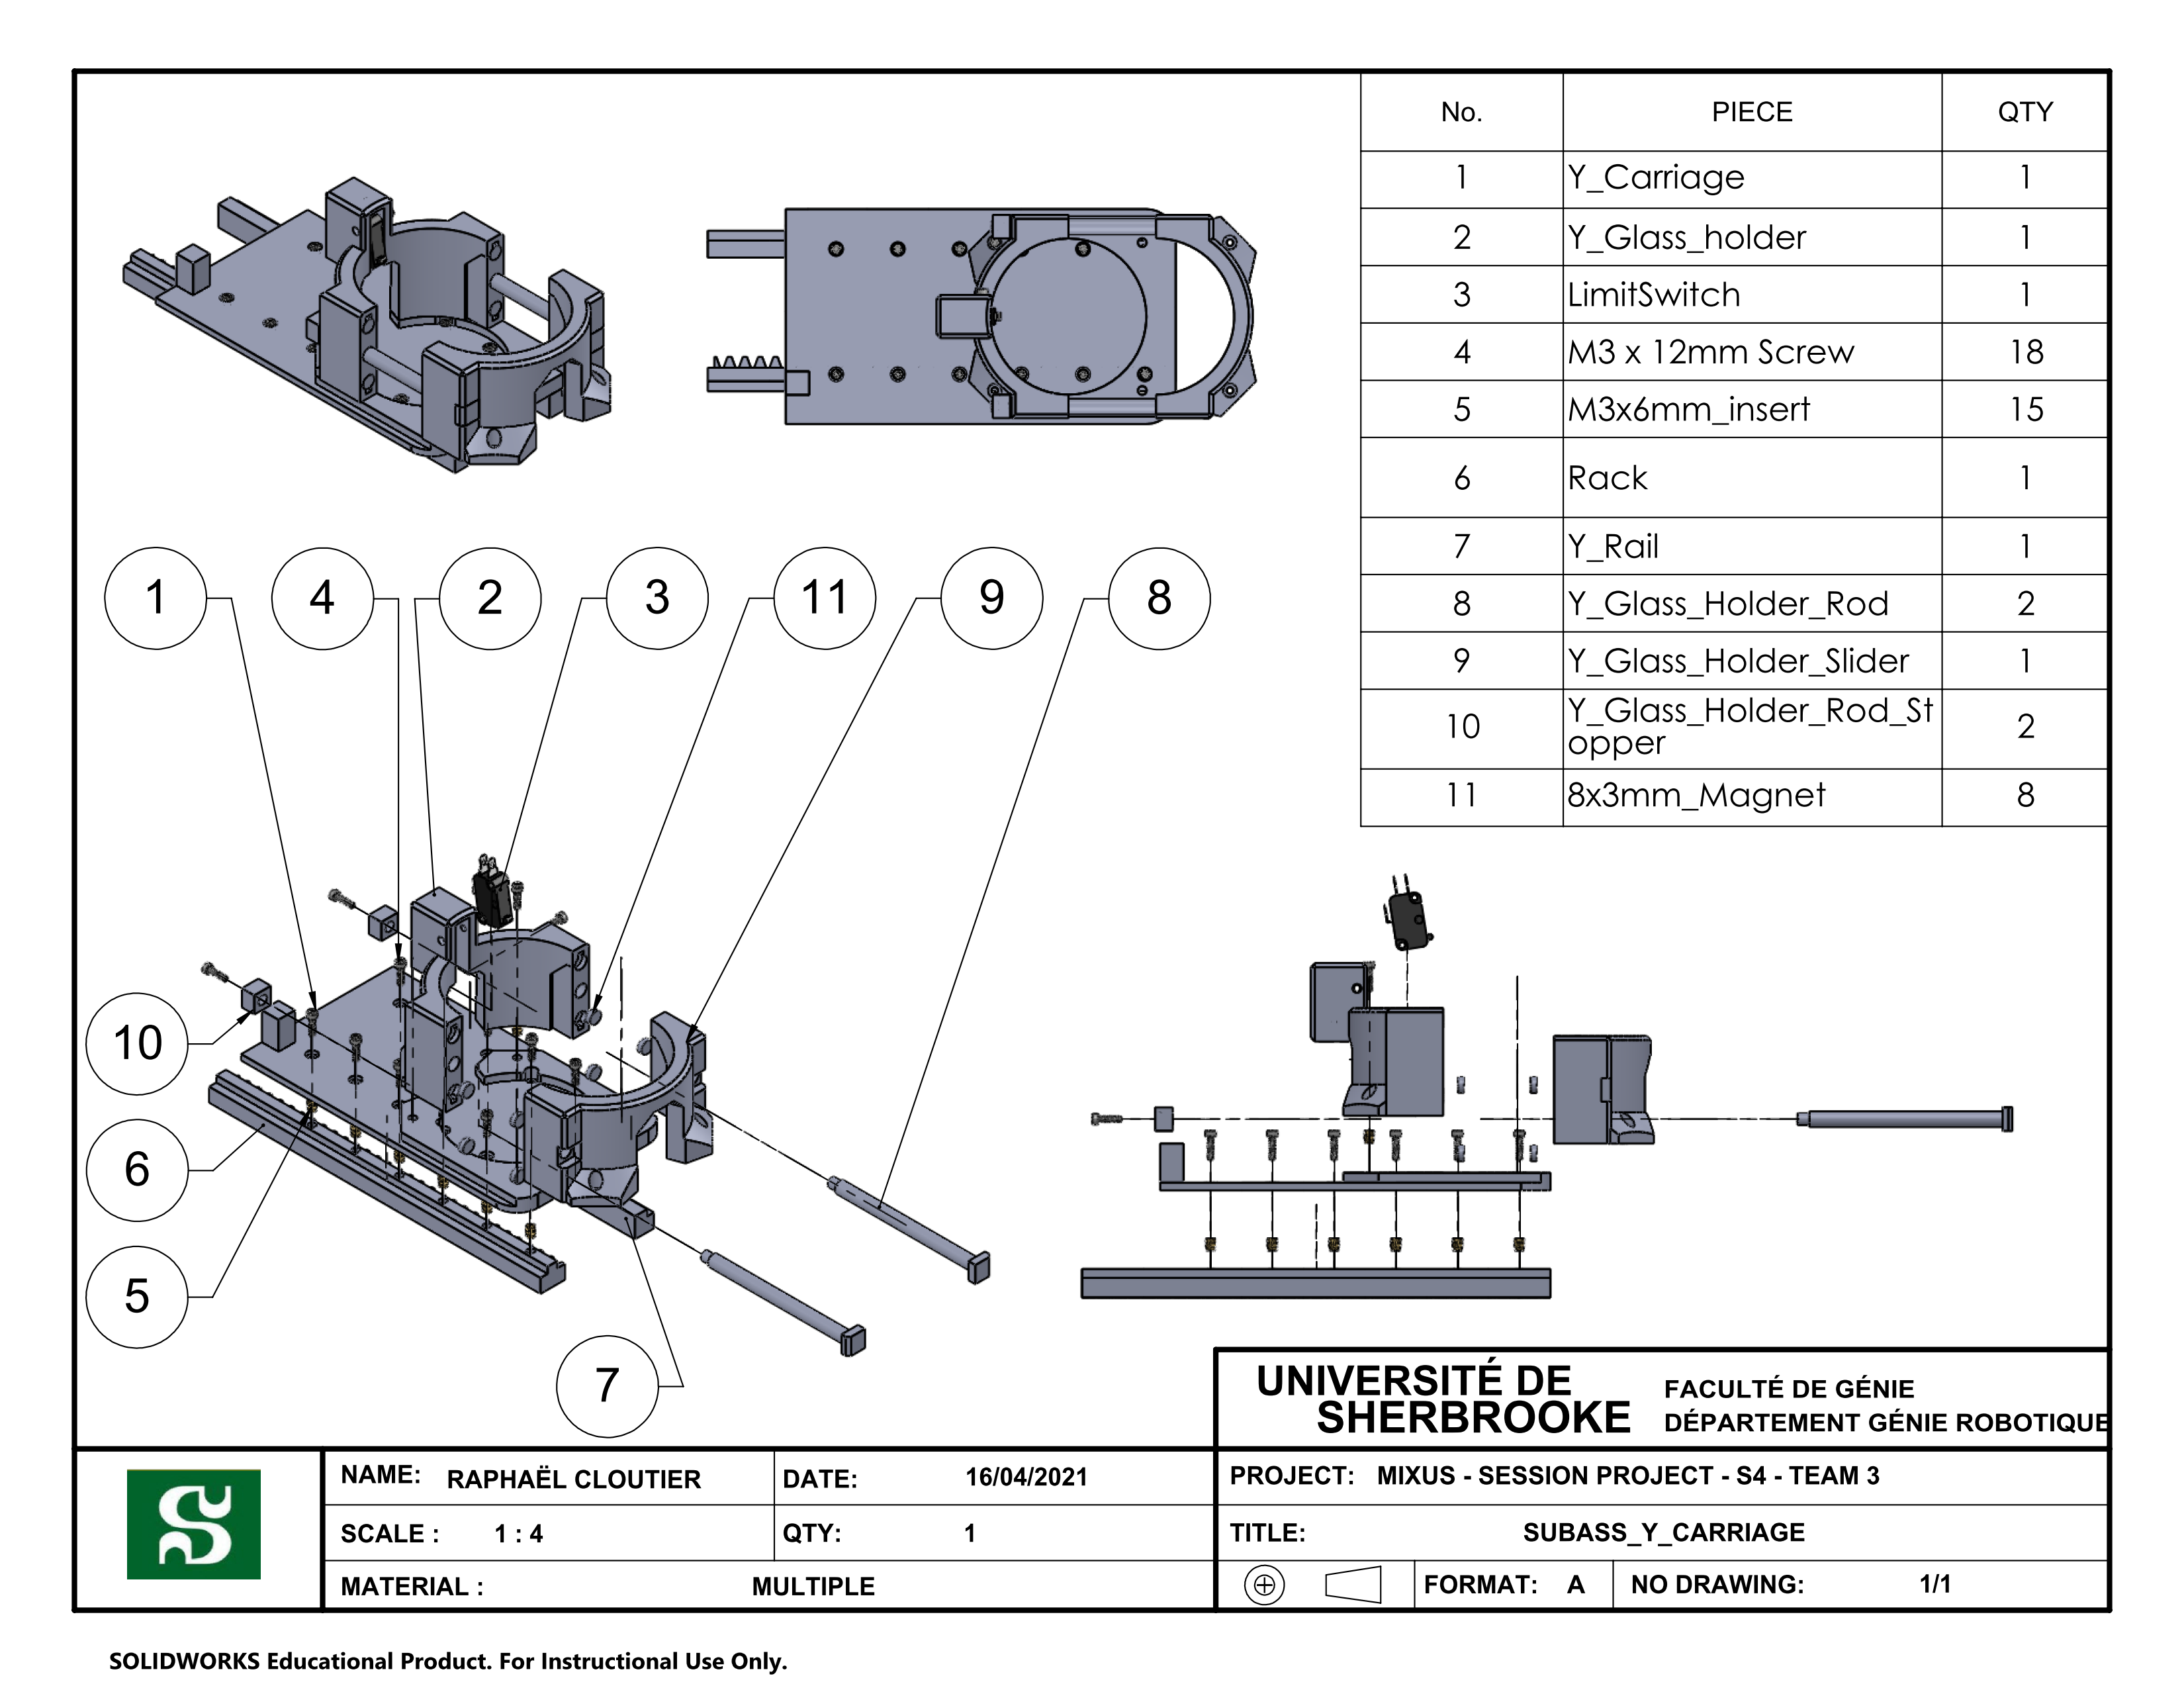 No. PIECE QTY
1 Y_Carriage 1
2 Y_Glass_holder 1
3 LimitSwitch 1
4 M3 x 12mm Screw 18
5 M3x6mm_insert 15
6 Rack 1
7 Y_Rail 1
8 Y_Glass_Holder_Rod 2
9 Y_Glass_Holder_Slider 1
10 Y_Glass_Holder_Rod_St
opper 2
11 8x3mm_Magnet 8
1 4 2 3 11 9 8
10
6
5
7
UNIVERSITÉ DE
SHERBROOKE
FACULTÉ DE GÉNIE
DÉPARTEMENT GÉNIE ROBOTIQUE
NAME: RAPHAËL CLOUTIER
DATE: 16/04/2021
PROJECT: MIXUS - SESSION PROJECT - S4 - TEAM 3
SCALE : 1 : 4
QTY: 1
TITLE: SUBASS_Y_CARRIAGE
MATERIAL : MULTIPLE
FORMAT: A
NO DRAWING: 1/1
SOLIDWORKS Educational Product. For Instructional Use Only.